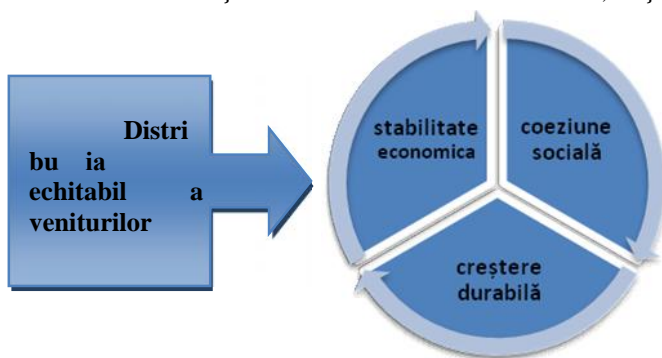 Distri
bu ia
echitabil a
veniturilor
stabilitate
economica
coeziune
socială
creștere
durabilă